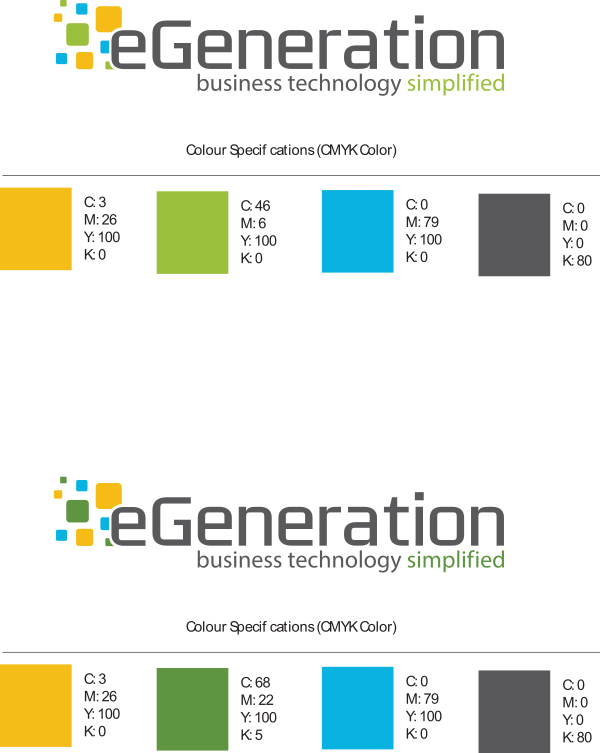 eGeneration
business technology simplified
Colour Specif cations (CMYK Color)
C: 3
M: 26
Y: 100
K: 0
C: 46
M: 6
Y: 100
K: 0
C: 0
M: 79
Y: 100
K: 0
C: 0
M: 0
Y: 0
K: 80
eGeneration
business technology simplified
Colour Specif cations (CMYK Color)
C: 3
M: 26
Y: 100
K: 0
C: 68
M: 22
Y: 100
K: 5
C: 0
M: 79
Y: 100
K: 0
C: 0
M: 0
Y: 0
K: 80